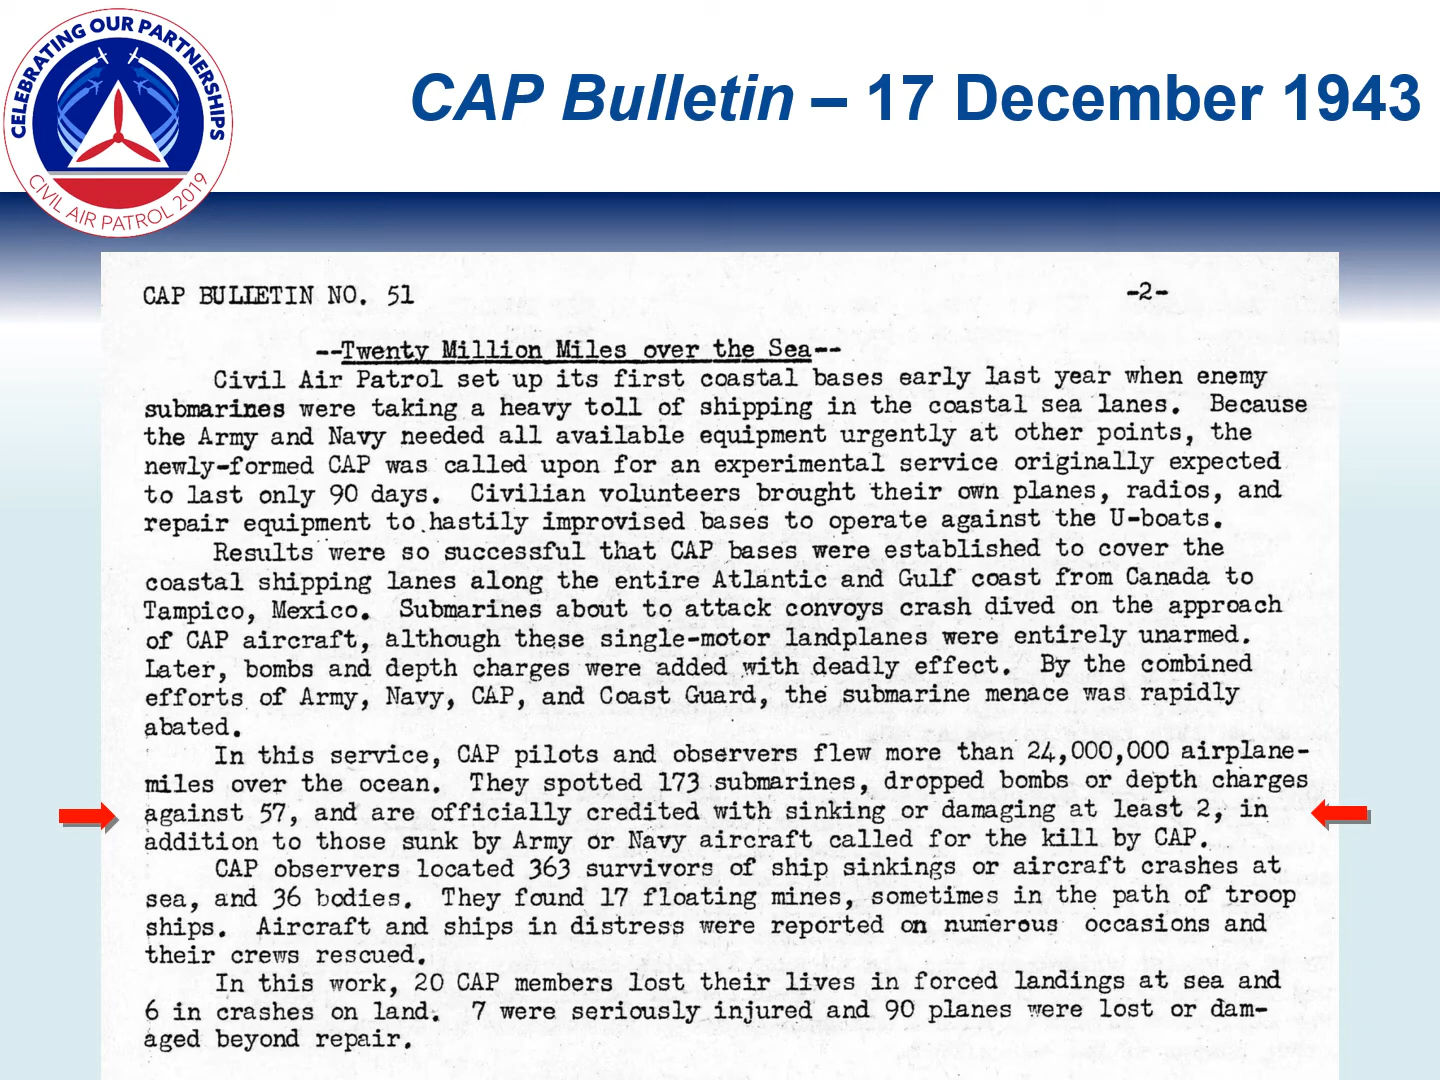 CELEBRATING OUR PARTNERSHIPS
CIVIL AIR PATROL 2019
CAP Bulletin – 17 December 1943
CAP BULLETIN NO. 51
-2-
--Twenty Million Miles over the Sea--
Civil Air Patrol set up its first coastal bases early last year when enemy
submarines were taking a heavy toll of shipping in the coastal sea lanes. Because
the Army and Navy needed all available equipment urgently at other points, the
newly-formed CAP was called upon for an experimental service originally expected
to last only 90 days. Civilian volunteers brought their own planes, radios, and
repair equipment to hastily improvised bases to operate against the U-boats.
Results were so successful that CAP bases were established to cover the
coastal shipping lanes along the entire Atlantic and Gulf coast from Canada to
Tampico, Mexico. Submarines about to attack convoys crash dived on the approach
of CAP aircraft, although these single-motor landplanes were entirely unarmed.
Later, bombs and depth charges were added with deadly effect. By the combined
efforts of Army, Navy, CAP, and Coast Guard, the submarine menace was rapidly
abated.
In this service, CAP pilots and observers flew more than 24,000,000 airplane-
miles over the ocean. They spotted 173 submarines, dropped bombs or depth charges
against 57, and are officially credited with sinking or damaging at least 2, in
addition to those sunk by Army or Navy aircraft called for the kill by CAP.
CAP observers located 363 survivors of ship sinkings or aircraft crashes at
sea, and 36 bodies. They found 17 floating mines, sometimes in the path of troop
ships. Aircraft and ships in distress were reported on numerous occasions and
their crews rescued.
In this work, 20 CAP members lost their lives in forced landings at sea and
6 in crashes on land. 7 were seriously injured and 90 planes were lost or dam-
aged beyond repair.